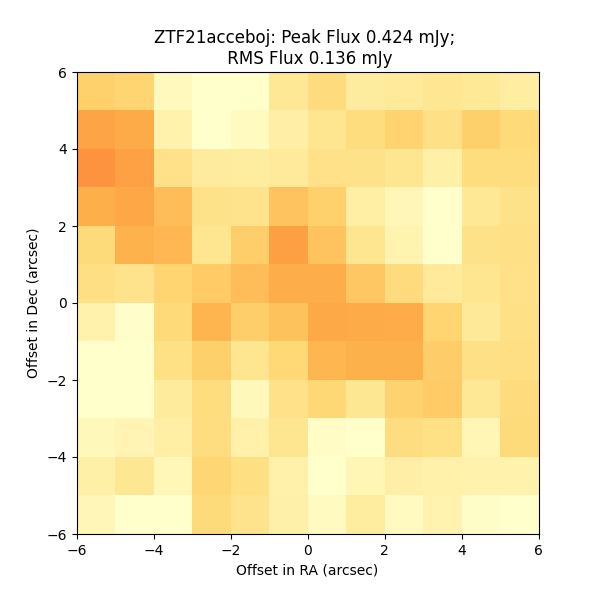 ZTF21acceboj: Peak Flux 0.424 mJy;
RMS Flux 0.136 mJy
6
4
2
0
−2
−4
−6
Offset in Dec (arcsec)
−6 −4 −2 0 2 4 6
Offset in RA (arcsec)